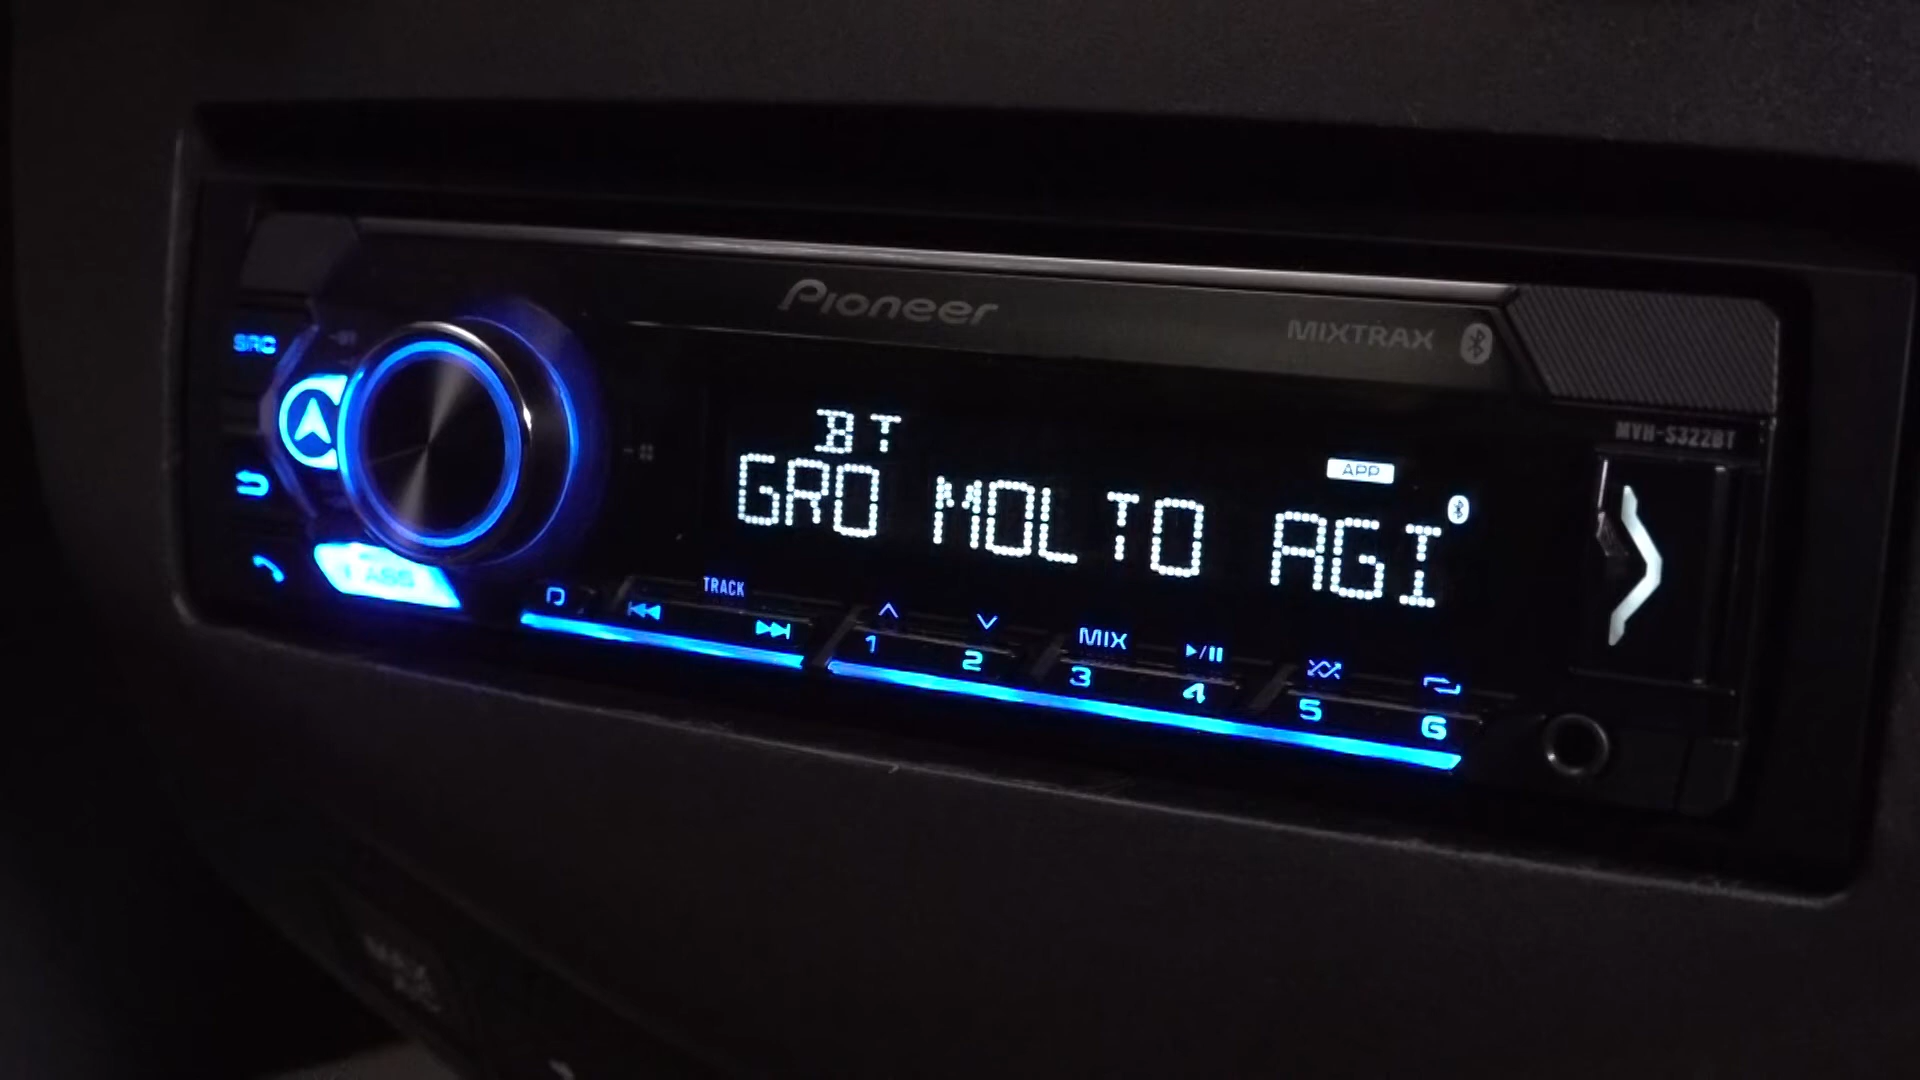 Pioneer
MIXTRAX
MVH-S322BT
SRC
BT
APP
GRO MOLTO AGI
TRACK
MIX
1 2 3 4 5 6